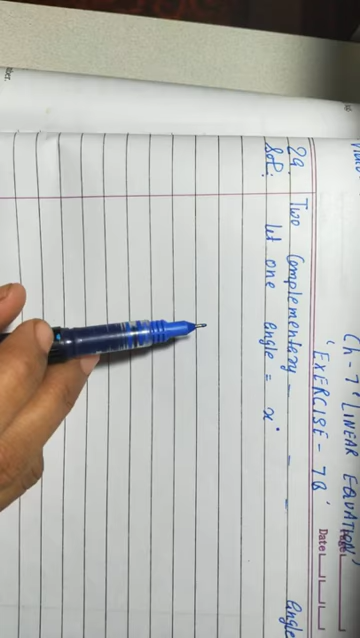 Ch - 7 'LINEAR EQUATION'
'EXERCISE - 7B'
Date
29. Two Complementary - - - Angle
Sol: let one angle = x°